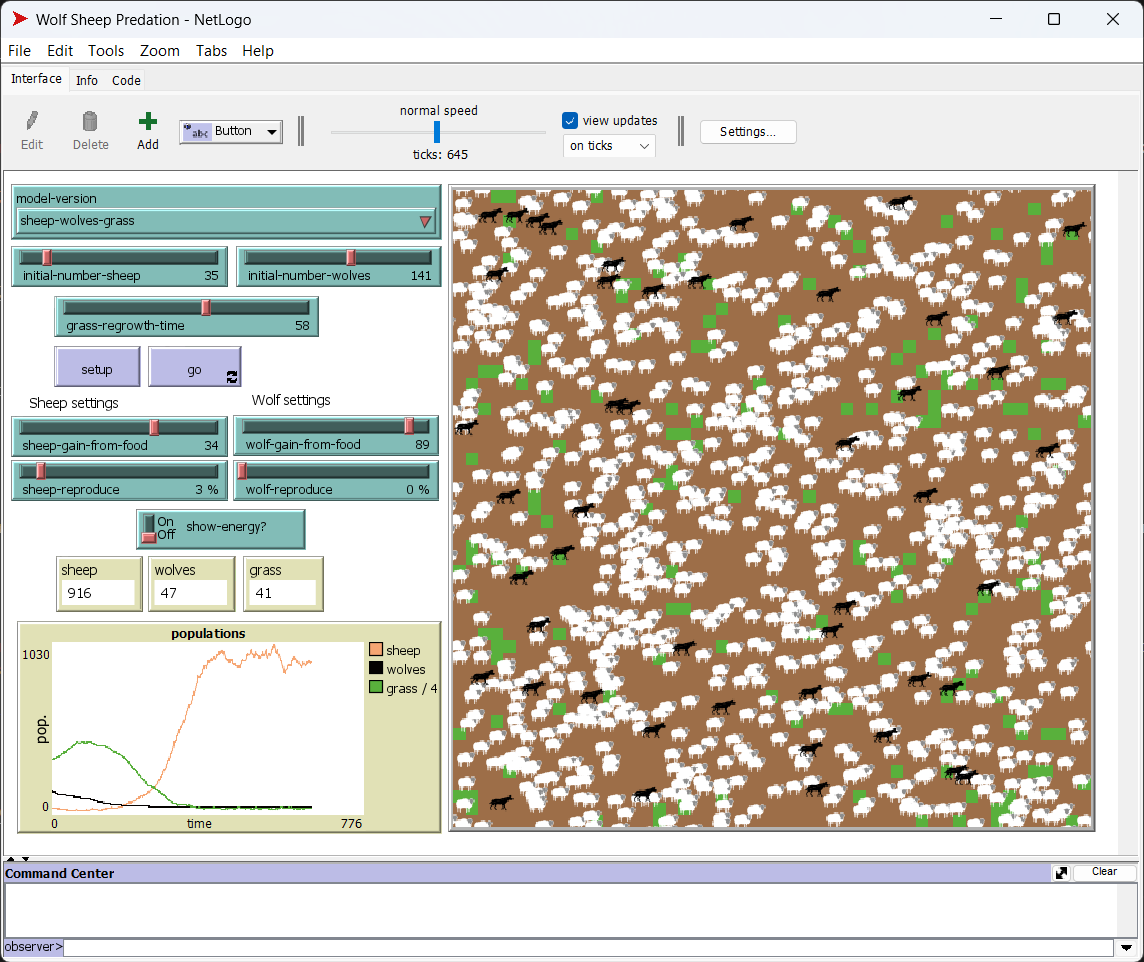 Wolf Sheep Predation - NetLogo
File Edit Tools Zoom Tabs Help
Interface Info Code
Edit Delete Add abc Button
normal speed
ticks: 645
view updates
on ticks
Settings...
model-version
sheep-wolves-grass
initial-number-sheep 35
initial-number-wolves 141
grass-regrowth-time 58
setup go
Sheep settings Wolf settings
sheep-gain-from-food 34
wolf-gain-from-food 89
sheep-reproduce 3 %
wolf-reproduce 0 %
On
Off
show-energy?
sheep wolves grass
916 47 41
populations
1030
pop.
0
0 time 776
sheep
wolves
grass / 4
Command Center Clear
observer>